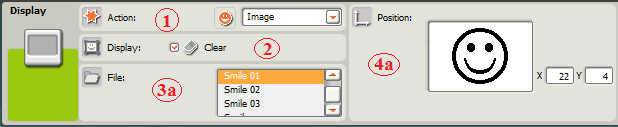 Display
Action:
1
Image
Display:
Clear
2
File:
3a
Smile 01
Smile 02
Smile 03
Position:
4a
X 22 Y 4